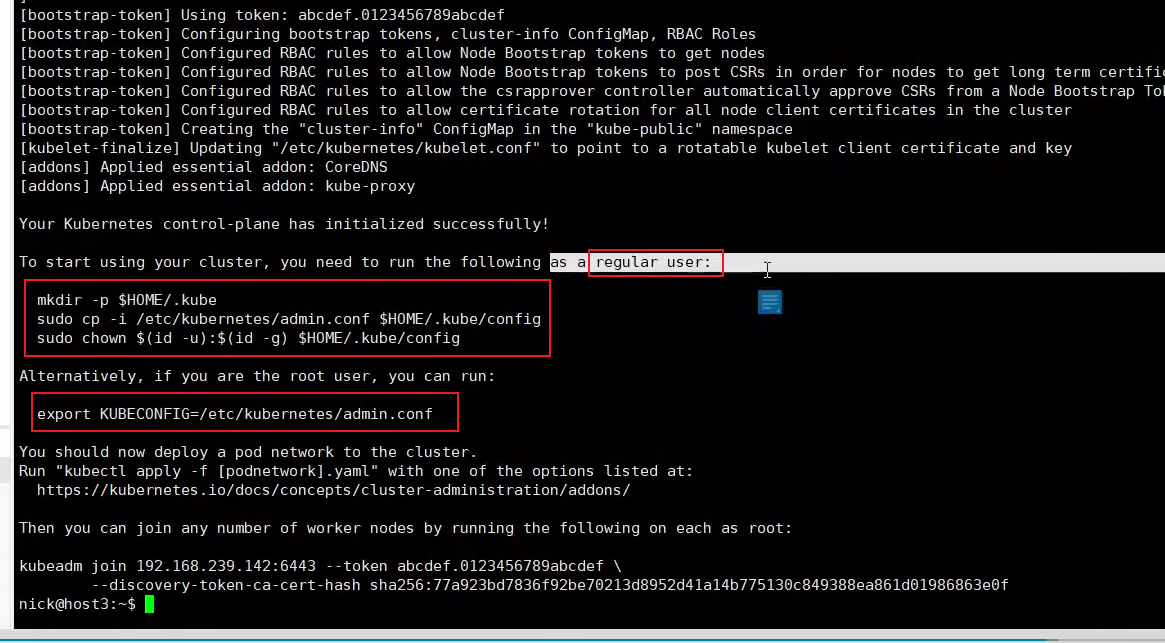 [bootstrap-token] Using token: abcdef.0123456789abcdef
[bootstrap-token] Configuring bootstrap tokens, cluster-info ConfigMap, RBAC Roles
[bootstrap-token] Configured RBAC rules to allow Node Bootstrap tokens to get nodes
[bootstrap-token] Configured RBAC rules to allow Node Bootstrap tokens to post CSRs in order for nodes to get long term
[bootstrap-token] Configured RBAC rules to allow the csrapprover controller automatically approve CSRs from a Node Bootstrap
[bootstrap-token] Configured RBAC rules to allow certificate rotation for all node client certificates in the cluster
[bootstrap-token] Creating the "cluster-info" ConfigMap in the "kube-public" namespace
[kubelet-finalize] Updating "/etc/kubernetes/kubelet.conf" to point to a rotatable kubelet client certificate and key
[addons] Applied essential addon: CoreDNS
[addons] Applied essential addon: kube-proxy
Your Kubernetes control-plane has initialized successfully!
To start using your cluster, you need to run the following as a regular user:
mkdir -p $HOME/.kube
sudo cp -i /etc/kubernetes/admin.conf $HOME/.kube/config
sudo chown $(id -u):$(id -g) $HOME/.kube/config
Alternatively, if you are the root user, you can run:
export KUBECONFIG=/etc/kubernetes/admin.conf
You should now deploy a pod network to the cluster.
Run "kubectl apply -f [podnetwork].yaml" with one of the options listed at:
https://kubernetes.io/docs/concepts/cluster-administration/addons/
Then you can join any number of worker nodes by running the following on each as root:
kubeadm join 192.168.239.142:6443 --token abcdef.0123456789abcdef \
--discovery-token-ca-cert-hash sha256:77a923bd7836f92be70213d8952d41a14b775130c849388ea861d01986863e0f
nick@host3:~$